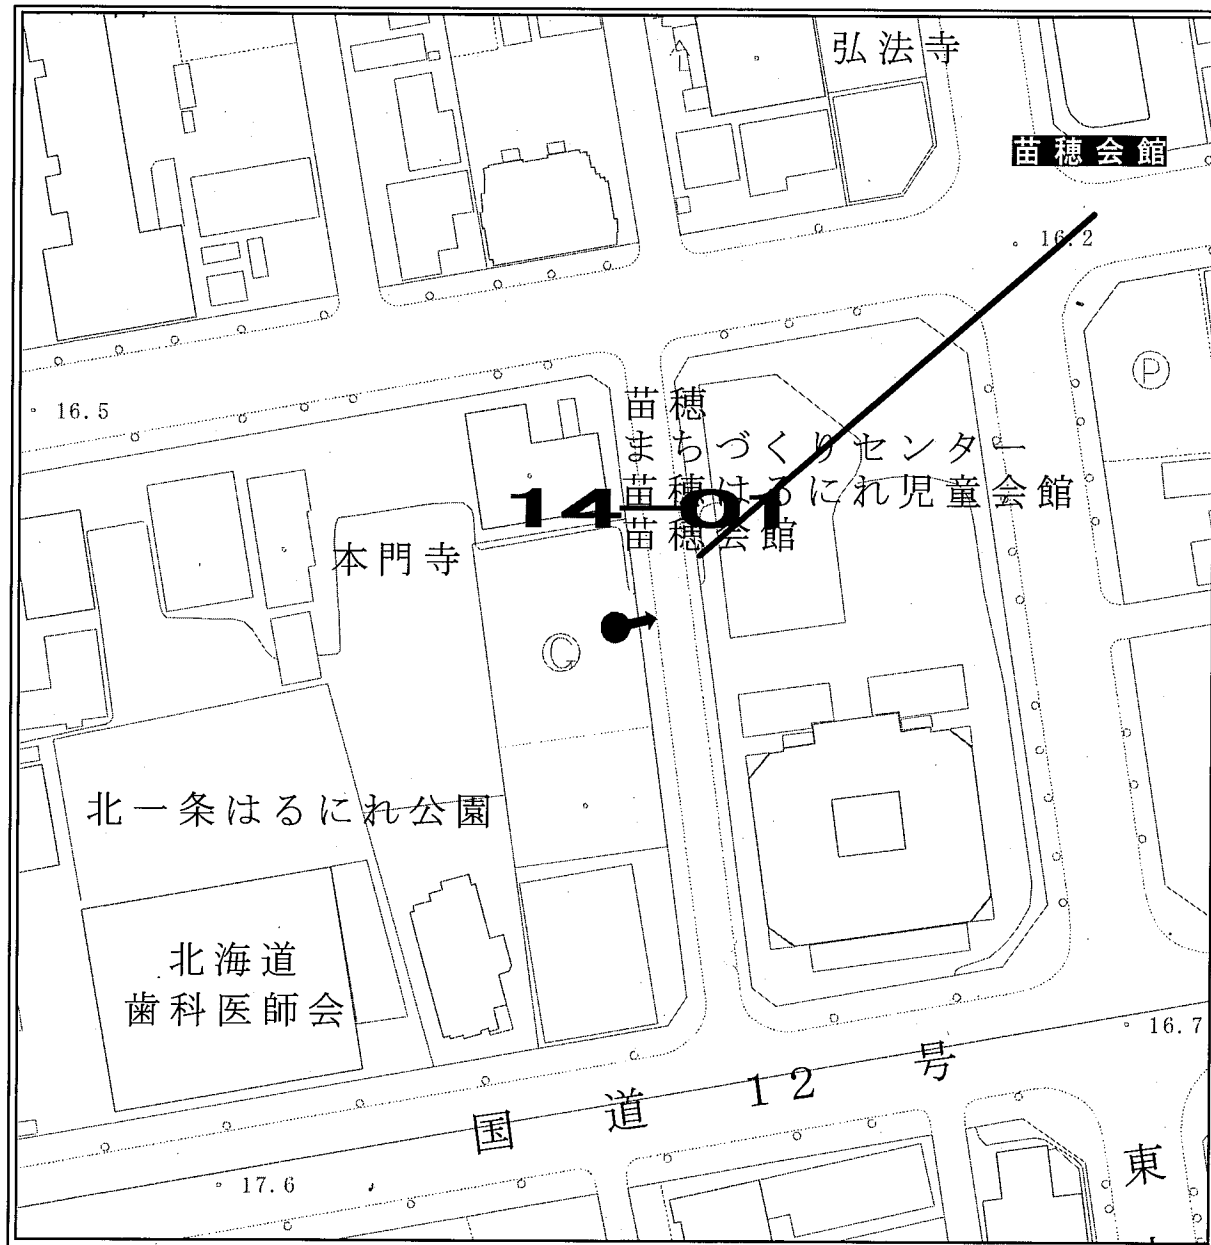 弘法寺
苗穂会館
16.2
P
16.5
苗穂
まちづくりセンター
苗穂はるにれ児童会館
苗穂会館
14-01
本門寺
G
北一条はるにれ公園
北海道
歯科医師会
16.7
国道12号
東
17.6